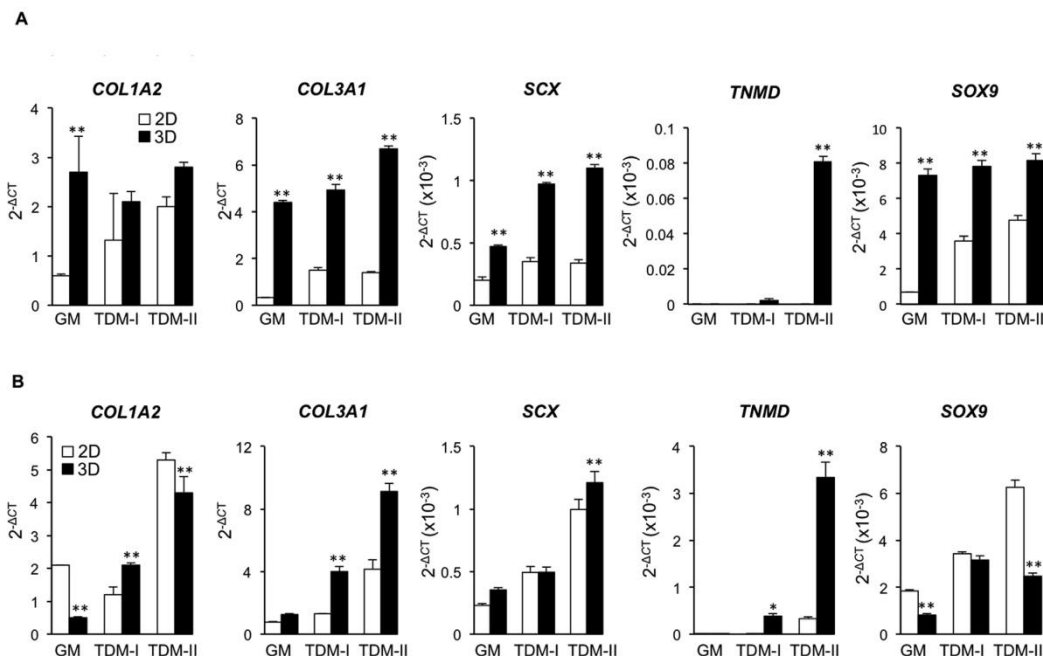 A
COL1A2 COL3A1 SCX TNMD SOX9
2D
3D
2^-ΔCT 2^-ΔCT 2^-ΔCT (x10^-3) 2^-ΔCT (x10^-3) 2^-ΔCT (x10^-3)
4 3 2 1 0
8 6 4 2 0
1.5 1 0.5 0
0.1 0.08 0.06 0.04 0.02 0
10 8 6 4 2 0
** ** ** ** ** ** ** ** ** ** **
GM TDM-I TDM-II GM TDM-I TDM-II GM TDM-I TDM-II GM TDM-I TDM-II GM TDM-I TDM-II
B
COL1A2 COL3A1 SCX TNMD SOX9
2D
3D
2^-ΔCT 2^-ΔCT 2^-ΔCT (x10^-3) 2^-ΔCT (x10^-3) 2^-ΔCT (x10^-3)
6 5 4 3 2 1 0
12 8 4 0
1.5 1 0.5 0
4 3 2 1 0
8 6 4 2 0
** ** ** ** ** ** * ** ** **
GM TDM-I TDM-II GM TDM-I TDM-II GM TDM-I TDM-II GM TDM-I TDM-II GM TDM-I TDM-II